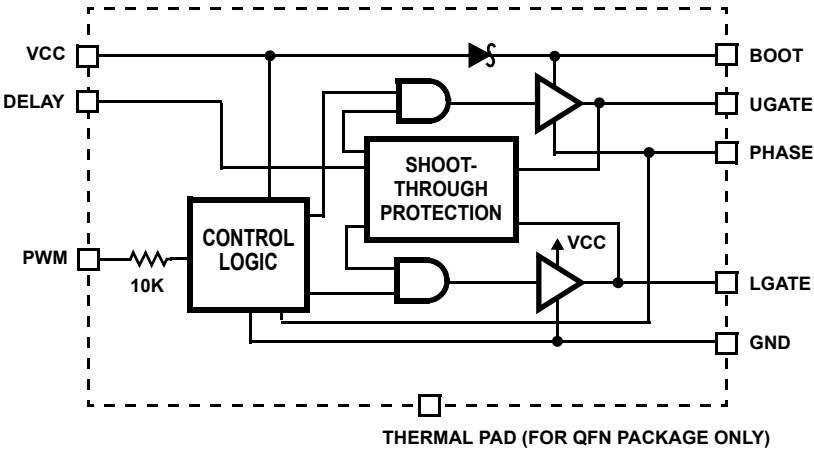 VCC
BOOT
DELAY
UGATE
PHASE
SHOOT-
THROUGH
PROTECTION
CONTROL
LOGIC
VCC
PWM
10K
LGATE
GND
THERMAL PAD (FOR QFN PACKAGE ONLY)